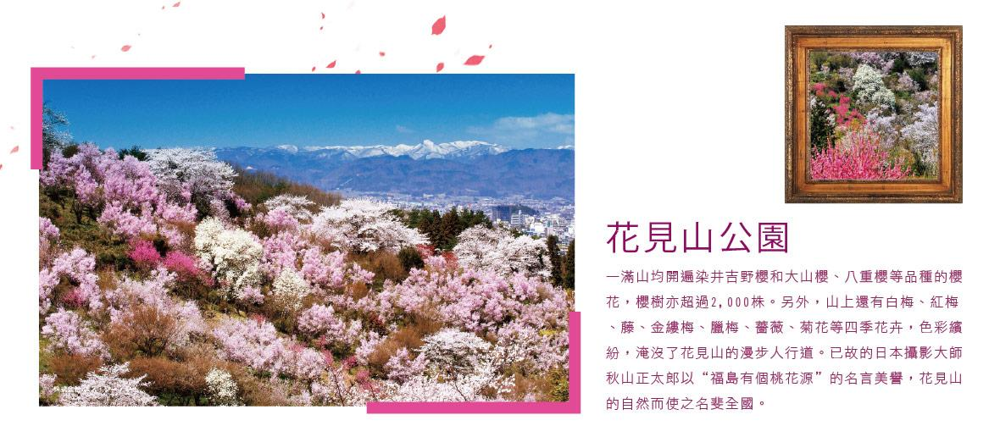 花見山公園
一滿山均開遍染井吉野櫻和大山櫻、八重櫻等品種的櫻
花，櫻樹亦超過2,000株。另外，山上還有白梅、紅梅
、藤、金縷梅、臘梅、薔薇、菊花等四季花卉，色彩繽
紛，淹沒了花見山的漫步人行道。已故的日本攝影大師
秋山正太郎以“福島有個桃花源”的名言美譽，花見山
的自然而使之名斐全國。